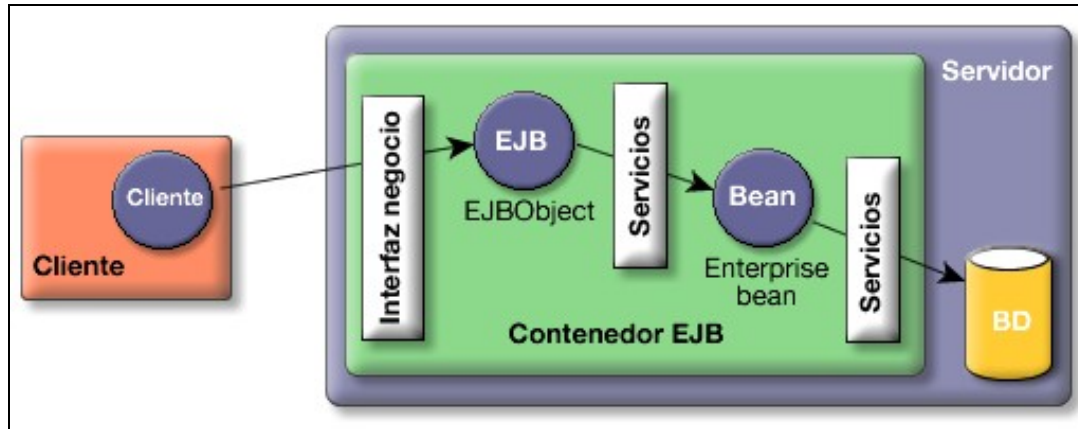 Servidor
Cliente
Cliente
Interfaz negocio
EJB
EJBObject
Servicios
Bean
Enterprise
bean
Servicios
BD
Contenedor EJB